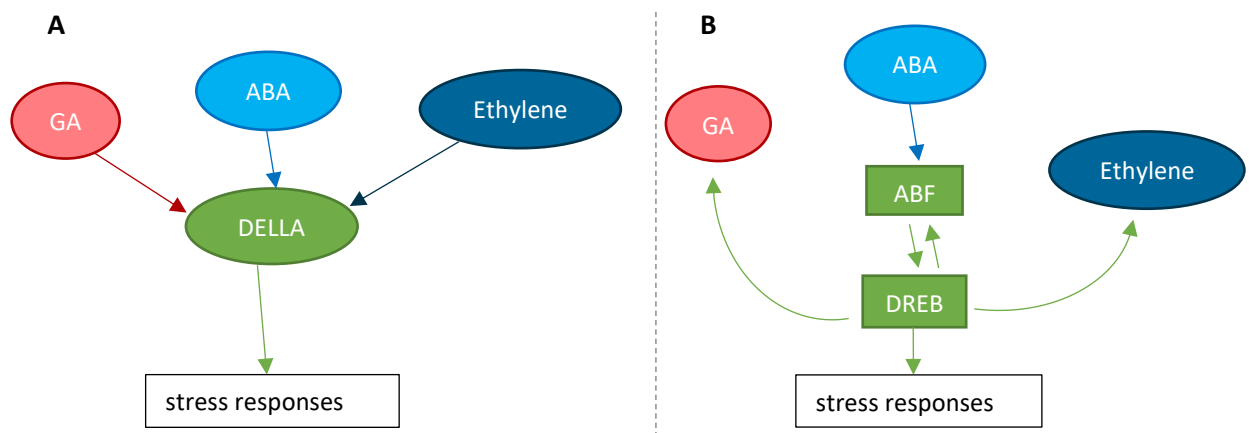 A
GA
ABA
Ethylene
DELLA
stress responses
B
ABA
GA
Ethylene
ABF
DREB
stress responses